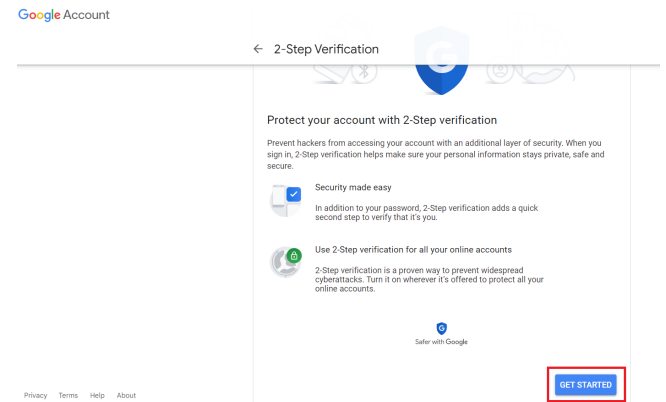 Google Account
← 2-Step Verification
Protect your account with 2-Step verification
Prevent hackers from accessing your account with an additional layer of security. When you
sign in, 2-Step verification helps make sure your personal information stays private, safe and
secure.
Security made easy
In addition to your password, 2-Step verification adds a quick
second step to verify that it's you.
Use 2-Step verification for all your online accounts
2-Step verification is a proven way to prevent widespread
cyberattacks. Turn it on wherever it's offered to protect all your
online accounts.
Safer with Google
GET STARTED
Privacy Terms Help About